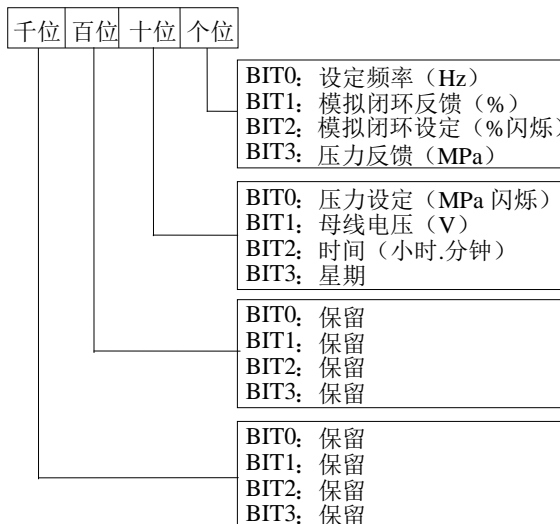 千位 百位 十位 个位
BIT0：设定频率（Hz）
BIT1：模拟闭环反馈（%）
BIT2：模拟闭环设定（%闪烁）
BIT3：压力反馈（MPa）
BIT0：压力设定（MPa 闪烁）
BIT1：母线电压（V）
BIT2：时间（小时.分钟）
BIT3：星期
BIT0：保留
BIT1：保留
BIT2：保留
BIT3：保留
BIT0：保留
BIT1：保留
BIT2：保留
BIT3：保留